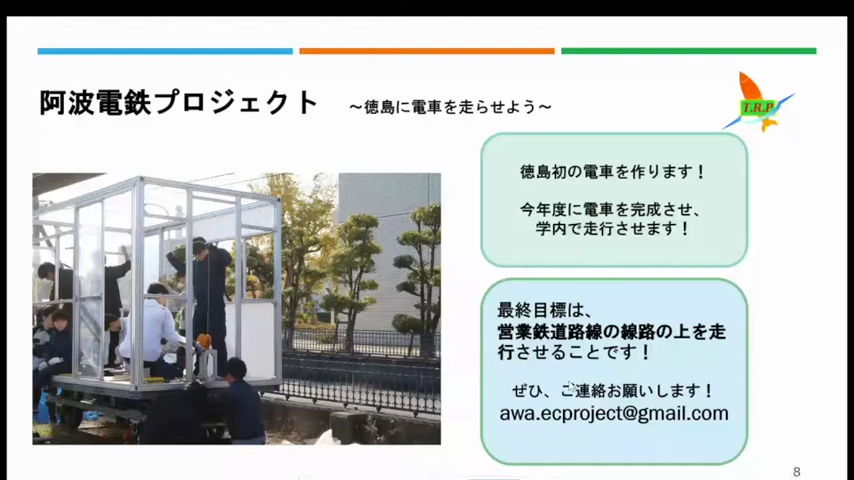 阿波電鉄プロジェクト ～徳島に電車を走らせよう～
T.R.P
徳島初の電車を作ります！
今年度に電車を完成させ、
学内で走行させます！
最終目標は、
営業鉄道路線の線路の上を走
行させることです！
ぜひ、ご連絡お願いします！
awa.ecproject@gmail.com
8